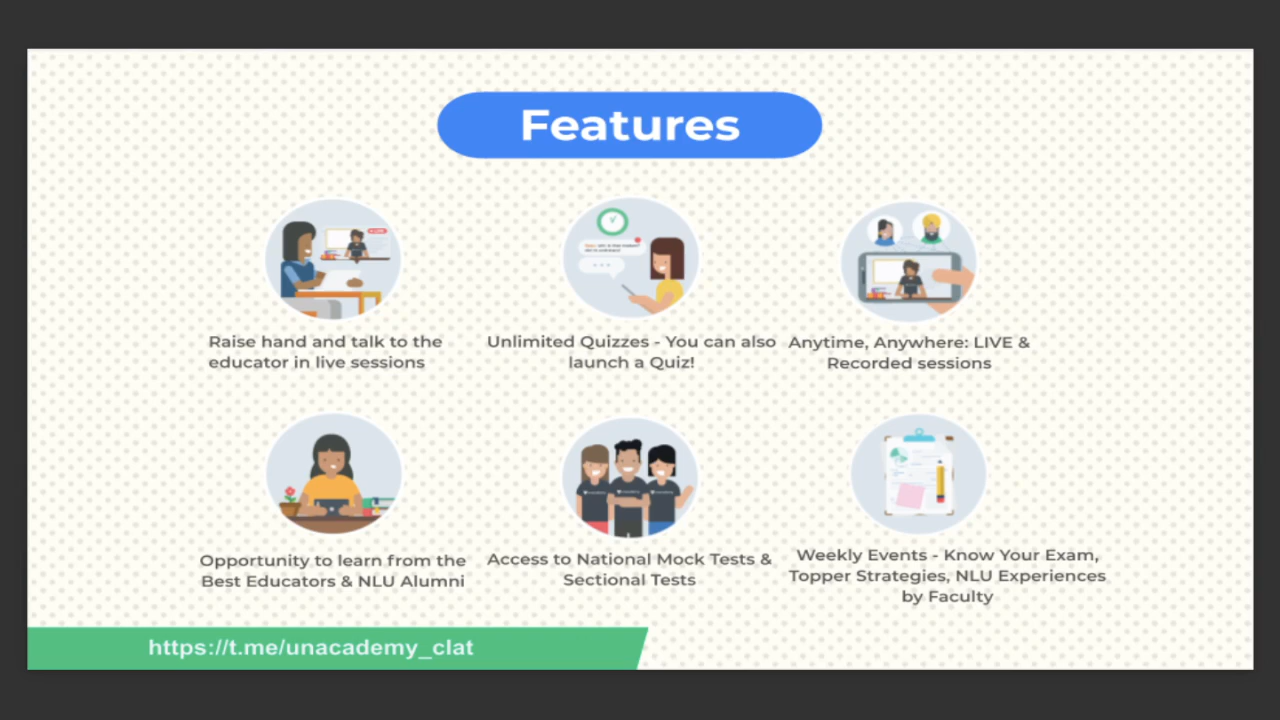 Features
Raise hand and talk to the
educator in live sessions
Unlimited Quizzes - You can also
launch a Quiz!
Anytime, Anywhere: LIVE &
Recorded sessions
Opportunity to learn from the
Best Educators & NLU Alumni
Access to National Mock Tests &
Sectional Tests
Weekly Events - Know Your Exam,
Topper Strategies, NLU Experiences
by Faculty
https://t.me/unacademy_clat